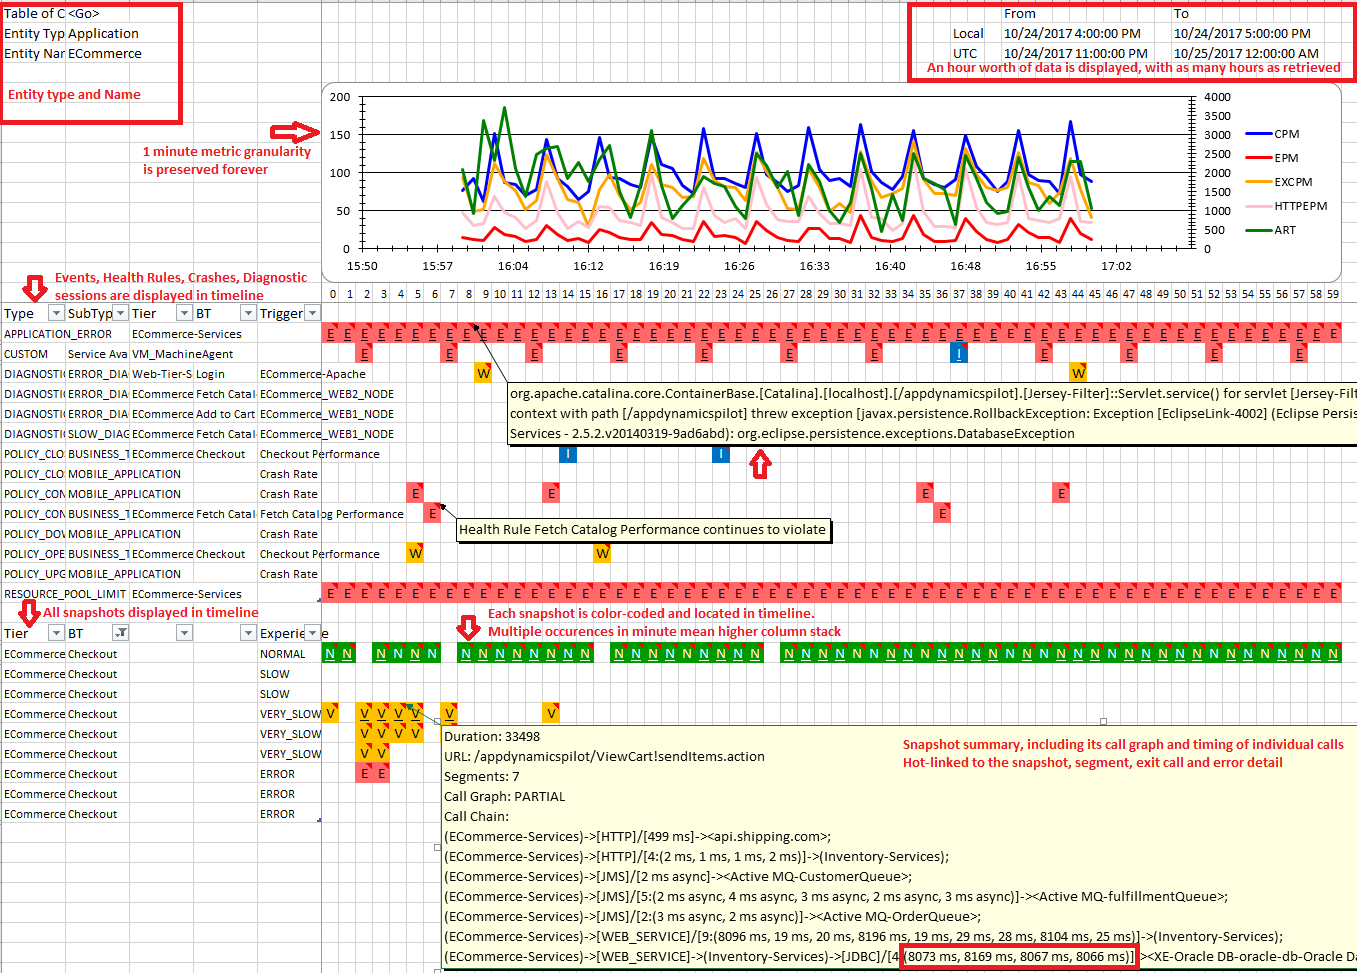 Table of C <Go>
Entity Typ Application
Entity Nar ECommerce
Entity type and Name
From To
Local 10/24/2017 4:00:00 PM 10/24/2017 5:00:00 PM
UTC 10/24/2017 11:00:00 PM 10/25/2017 12:00:00 AM
An hour worth of data is displayed, with as many hours as retrieved
1 minute metric granularity
is preserved forever
200
150
100
50
0
4000
3500
3000
2500
2000
1500
1000
500
0
CPM
EPM
EXCPM
HTTPEPM
ART
15:50 15:57 16:04 16:12 16:19 16:26 16:33 16:40 16:48 16:55 17:02
Events, Health Rules, Crashes, Diagnostic
sessions are displayed in timeline
0 1 2 3 4 5 6 7 8 9 10 11 12 13 14 15 16 17 18 19 20 21 22 23 24 25 26 27 28 29 30 31 32 33 34 35 36 37 38 39 40 41 42 43 44 45 46 47 48 49 50 51 52 53 54 55 56 57 58 59
Type SubTyp Tier BT Trigger
APPLICATION_ERROR ECommerce-Services E E E E E E E E E E E E E E E E E E E E E E E E E E E E E E E E E E E E E E E E E E E E E E E E E E E E E E E E E E E E
CUSTOM Service Ava VM_MachineAgent E E E E E E E I E E E E
DIAGNOSTI ERROR_DIA Web-Tier-S Login ECommerce-Apache W W
DIAGNOSTI ERROR_DIA ECommerce Fetch Catal ECommerce_WEB2_NODE
DIAGNOSTI ERROR_DIA ECommerce Add to Cart ECommerce_WEB1_NODE
DIAGNOSTI SLOW_DIAG ECommerce Fetch Catal ECommerce_WEB1_NODE
org.apache.catalina.core.ContainerBase.[Catalina].[localhost].[/appdynamicspilot].[Jersey-Filter]::Servlet.service() for servlet [Jersey-Filt
context with path [/appdynamicspilot] threw exception [javax.persistence.RollbackException: Exception [EclipseLink-4002] (Eclipse Persis
Services - 2.5.2.v20140319-9ad6abd): org.eclipse.persistence.exceptions.DatabaseException
POLICY_CLO BUSINESS_T ECommerce Checkout Checkout Performance I I
POLICY_CLO MOBILE_APPLICATION Crash Rate
POLICY_CON MOBILE_APPLICATION Crash Rate E E E E
POLICY_CON BUSINESS_T ECommerce Fetch Catal Fetch Catalog Performance E E
Health Rule Fetch Catalog Performance continues to violate
POLICY_DOV MOBILE_APPLICATION Crash Rate
POLICY_OPE BUSINESS_T ECommerce Checkout Checkout Performance W W
POLICY_UPG MOBILE_APPLICATION Crash Rate
RESOURCE_POOL_LIMIT ECommerce-Services E E E E E E E E E E E E E E E E E E E E E E E E E E E E E E E E E E E E E E E E E E E E E E E E E E E E E E E E E E E E
All snapshots displayed in timeline
Each snapshot is color-coded and located in timeline.
Multiple occurences in minute mean higher column stack
Tier BT Experie e
ECommerce Checkout NORMAL N N N N N N N N N N N N N N N N N N N N N N N N N N N N N N N N N N N N N N N N N N N N N N N N N N N N N N N N
ECommerce Checkout SLOW
ECommerce Checkout SLOW
ECommerce Checkout VERY_SLOW V V V V V V V
ECommerce Checkout VERY_SLOW V V V V
ECommerce Checkout VERY_SLOW V V
ECommerce Checkout ERROR E E
ECommerce Checkout ERROR
ECommerce Checkout ERROR
Duration: 33498
URL: /appdynamicspilot/ViewCart!sendItems.action
Segments: 7
Call Graph: PARTIAL
Call Chain:
(ECommerce-Services)->[HTTP]/[499 ms]-><api.shipping.com>;
(ECommerce-Services)->[HTTP]/[4:(2 ms, 1 ms, 1 ms, 2 ms)]->(Inventory-Services);
(ECommerce-Services)->[JMS]/[2 ms async]-><Active MQ-CustomerQueue>;
(ECommerce-Services)->[JMS]/[5:(2 ms async, 4 ms async, 3 ms async, 2 ms async, 3 ms async)]-><Active MQ-fulfillmentQueue>;
(ECommerce-Services)->[JMS]/[2:(3 ms async, 2 ms async)]-><Active MQ-OrderQueue>;
(ECommerce-Services)->[WEB_SERVICE]/[9:(8096 ms, 19 ms, 20 ms, 8196 ms, 19 ms, 29 ms, 28 ms, 8104 ms, 25 ms)]->(Inventory-Services);
(ECommerce-Services)->[WEB_SERVICE]->(Inventory-Services)->[JDBC]/[4 (8073 ms, 8169 ms, 8067 ms, 8066 ms)] ><XE-Oracle DB-oracle-db-Oracle Da
Snapshot summary, including its call graph and timing of individual calls
Hot-linked to the snapshot, segment, exit call and error detail